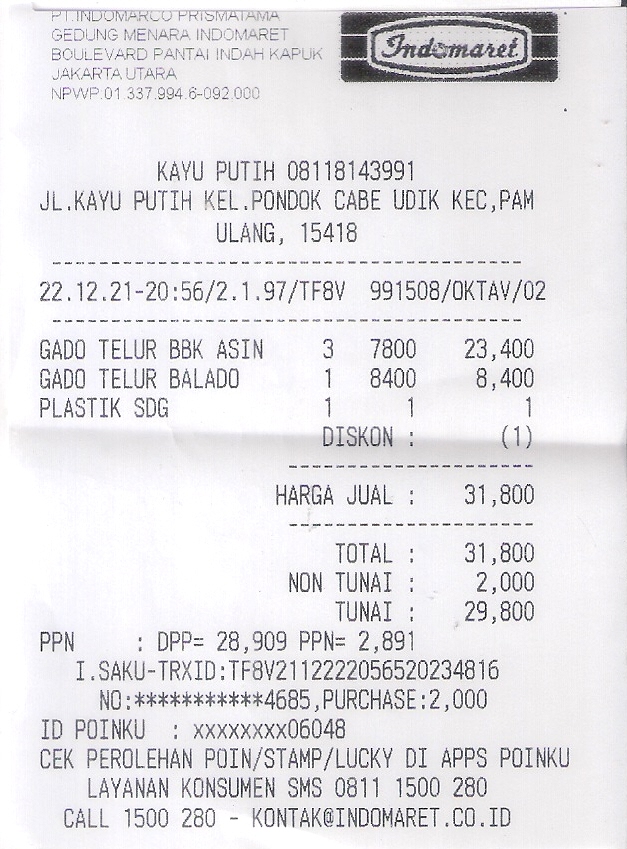 PT.INDOMARCO PRISMATAMA
GEDUNG MENARA INDOMARET
BOULEVARD PANTAI INDAH KAPUK
JAKARTA UTARA
NPWP.01.337.994.6-092.000
Indomaret
KAYU PUTIH 08118143991
JL.KAYU PUTIH KEL.PONDOK CABE UDIK KEC,PAM
ULANG, 15418
22.12.21-20:56/2.1.97/TF8V 991508/OKTAV/02
GADO TELUR BBK ASIN 3 7800 23,400
GADO TELUR BALADO 1 8400 8,400
PLASTIK SDG 1 1 1
DISKON : (1)
HARGA JUAL : 31,800
TOTAL : 31,800
NON TUNAI : 2,000
TUNAI : 29,800
PPN : DPP= 28,909 PPN= 2,891
I.SAKU-TRXID:TF8V2112222056520234816
NO:***********4685,PURCHASE:2,000
ID POINKU : xxxxxxxx06048
CEK PEROLEHAN POIN/STAMP/LUCKY DI APPS POINKU
LAYANAN KONSUMEN SMS 0811 1500 280
CALL 1500 280 - KONTAK@INDOMARET.CO.ID